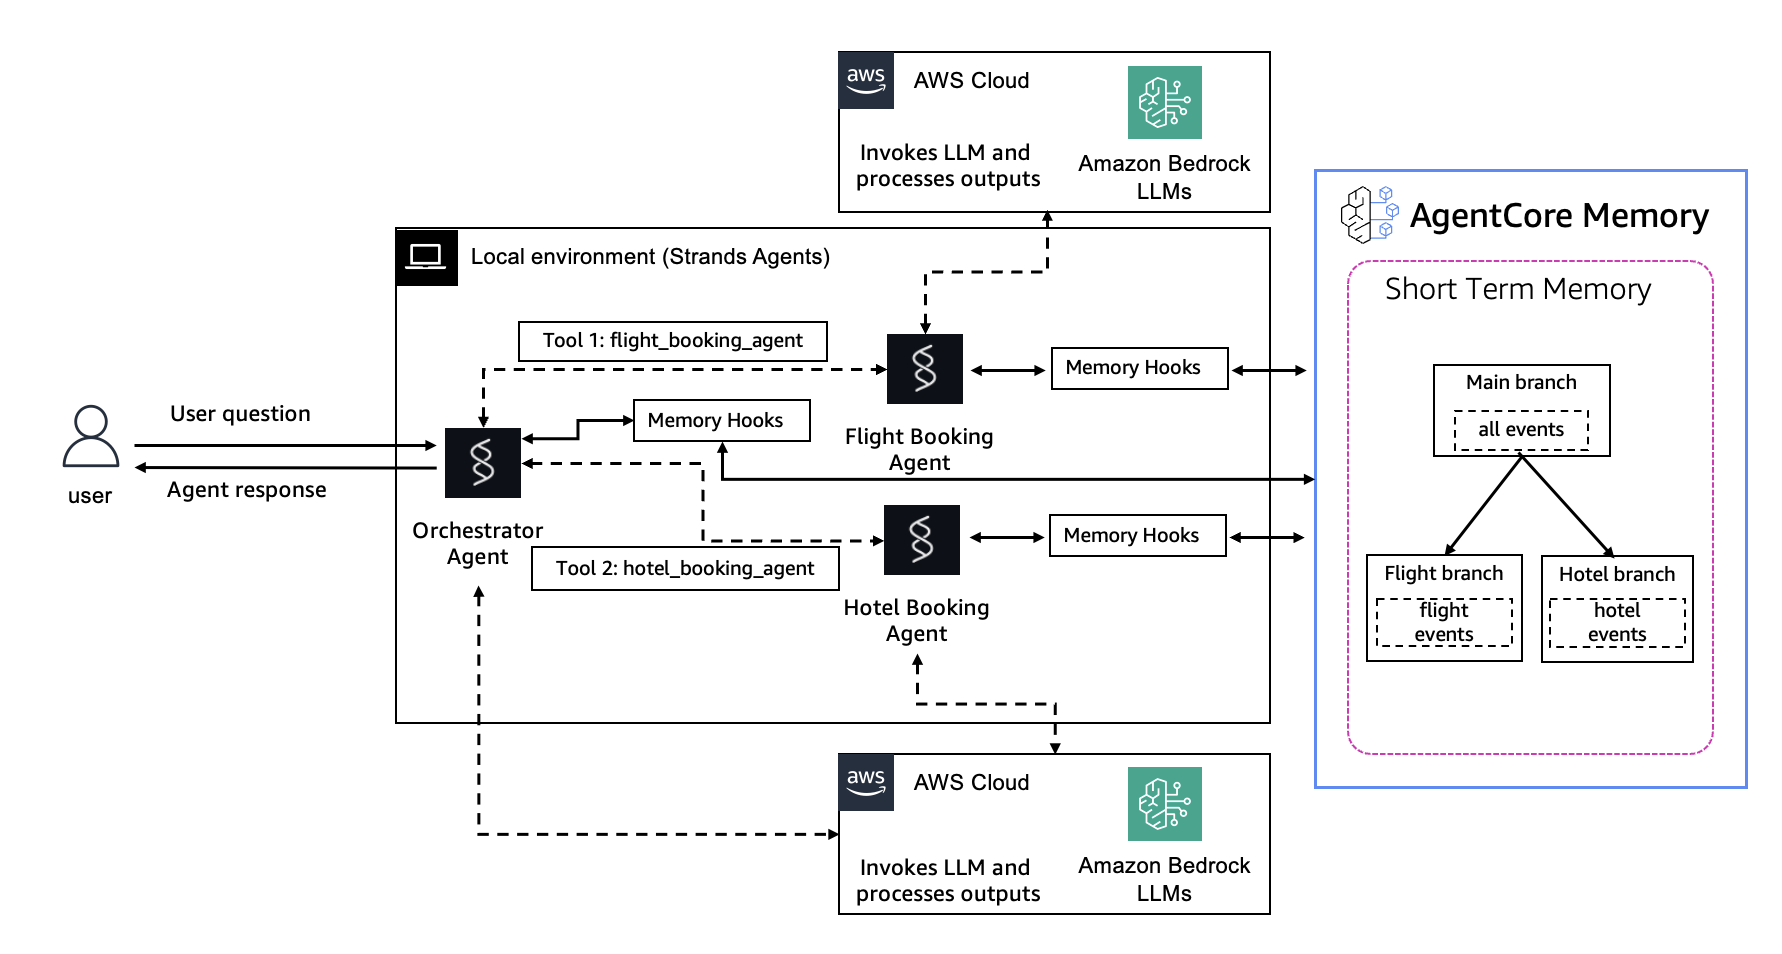 aws
AWS Cloud
Invokes LLM and
processes outputs
Amazon Bedrock
LLMs
Local environment (Strands Agents)
Tool 1: flight_booking_agent
Memory Hooks
Flight Booking
Agent
Memory Hooks
User question
Agent response
user
Orchestrator
Agent
Tool 2: hotel_booking_agent
Memory Hooks
Hotel Booking
Agent
aws
AWS Cloud
Invokes LLM and
processes outputs
Amazon Bedrock
LLMs
AgentCore Memory
Short Term Memory
Main branch
all events
Flight branch
flight
events
Hotel branch
hotel
events